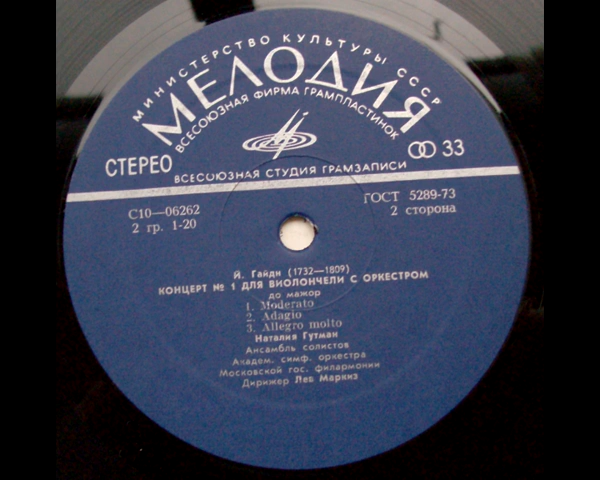 МИНИСТЕРСТВО КУЛЬТУРЫ СССР
МЕЛОДИЯ
ВСЕСОЮЗНАЯ ФИРМА ГРАМПЛАСТИНОК
СТЕРЕО
33
ВСЕСОЮЗНАЯ СТУДИЯ ГРАМЗАПИСИ
С10—06262
ГОСТ 5289-73
2 гр. 1-20
2 сторона
Й. Гайдн (1732—1809)
КОНЦЕРТ № 1 ДЛЯ ВИОЛОНЧЕЛИ С ОРКЕСТРОМ
до мажор
1. Moderato
2. Adagio
3. Allegro molto
Наталия Гутман
Ансамбль солистов
Академ. симф. оркестра
Московской гос. филармонии
Дирижер Лев Маркиз